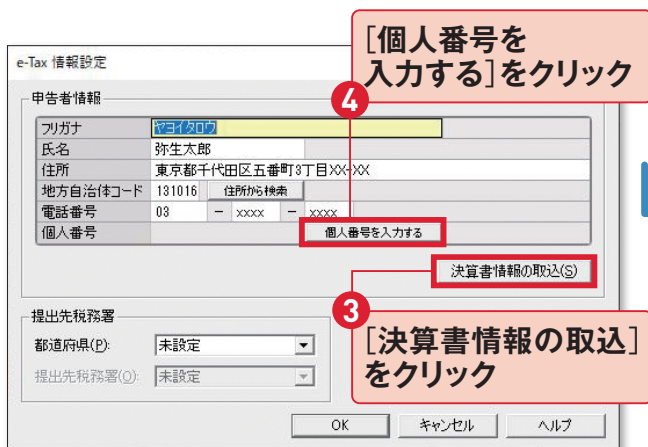 [個人番号を
入力する]をクリック
4
e-Tax 情報設定
申告者情報
フリガナ ヤヨイタロウ
氏名 弥生太郎
住所 東京都千代田区五番町3丁目XX-XX
地方自治体コード 131016 住所から検索
電話番号 03 - xxxx - xxxx
個人番号 個人番号を入力する
決算書情報の取込(S)
3
[決算書情報の取込]
をクリック
提出先税務署
都道府県(P): 未設定
提出先税務署(O): 未設定
OK キャンセル ヘルプ